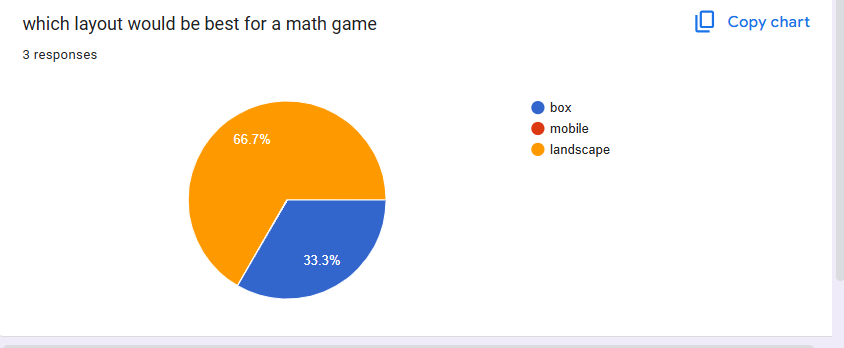 which layout would be best for a math game
Copy chart
3 responses
66.7%
33.3%
box
mobile
landscape